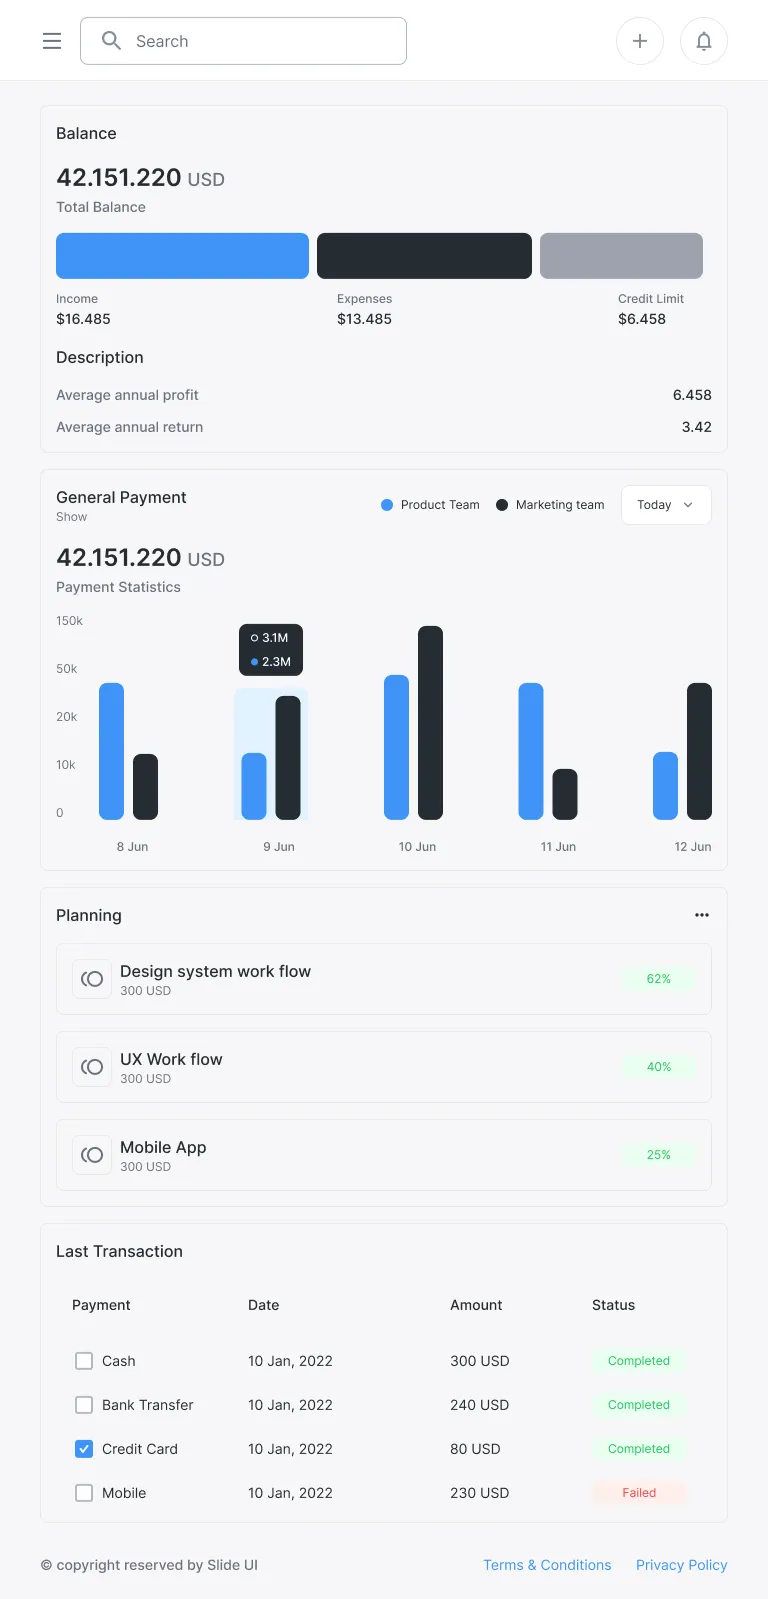 Search
Balance
42.151.220 USD
Total Balance
Income Expenses Credit Limit
$16.485 $13.485 $6.458
Description
Average annual profit 6.458
Average annual return 3.42
General Payment
Show
Product Team Marketing team Today
42.151.220 USD
Payment Statistics
150k
50k
20k
10k
0
3.1M
2.3M
8 Jun 9 Jun 10 Jun 11 Jun 12 Jun
Planning
Design system work flow
300 USD
62%
UX Work flow
300 USD
40%
Mobile App
300 USD
25%
Last Transaction
Payment Date Amount Status
Cash 10 Jan, 2022 300 USD Completed
Bank Transfer 10 Jan, 2022 240 USD Completed
Credit Card 10 Jan, 2022 80 USD Completed
Mobile 10 Jan, 2022 230 USD Failed
© copyright reserved by Slide UI Terms & Conditions Privacy Policy